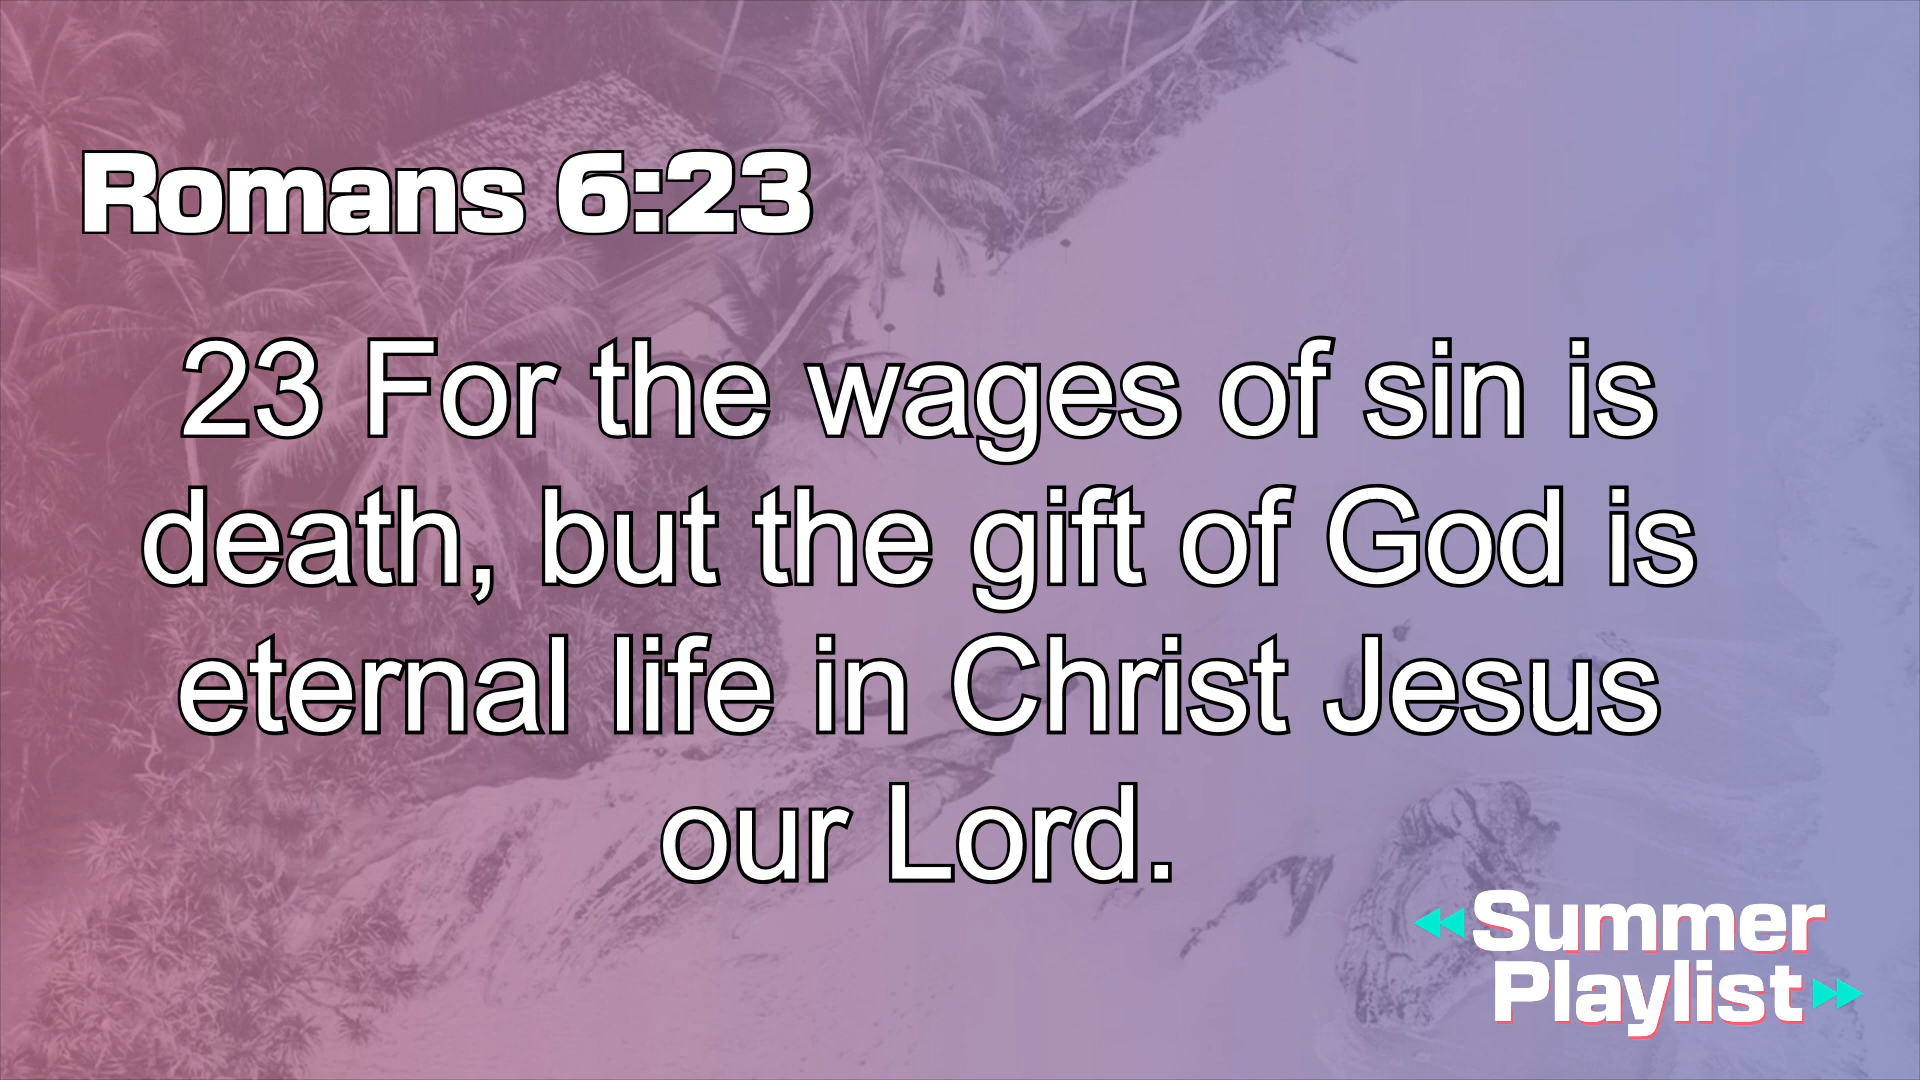 Romans 6:23
23 For the wages of sin is
death, but the gift of God is
eternal life in Christ Jesus
our Lord.
Summer
Playlist